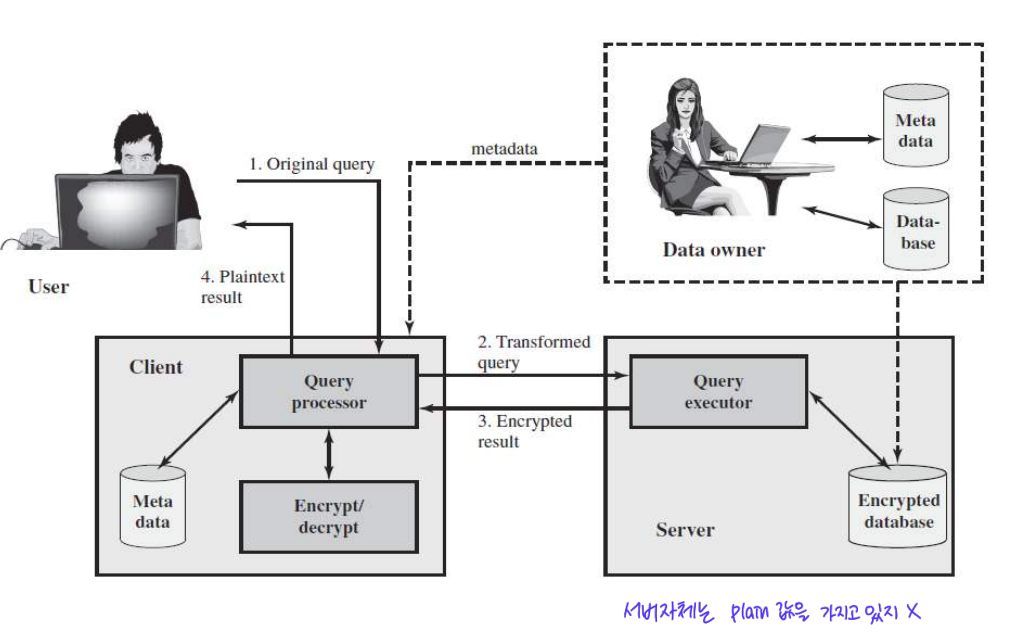 metadata
Meta
data
Data-
base
Data owner
1. Original query
User
4. Plaintext
result
Client
Query
processor
2. Transformed
query
3. Encrypted
result
Query
executor
Meta
data
Encrypt/
decrypt
Server
Encrypted
database
서버자체는 Plain 값을 가지고 있지 X